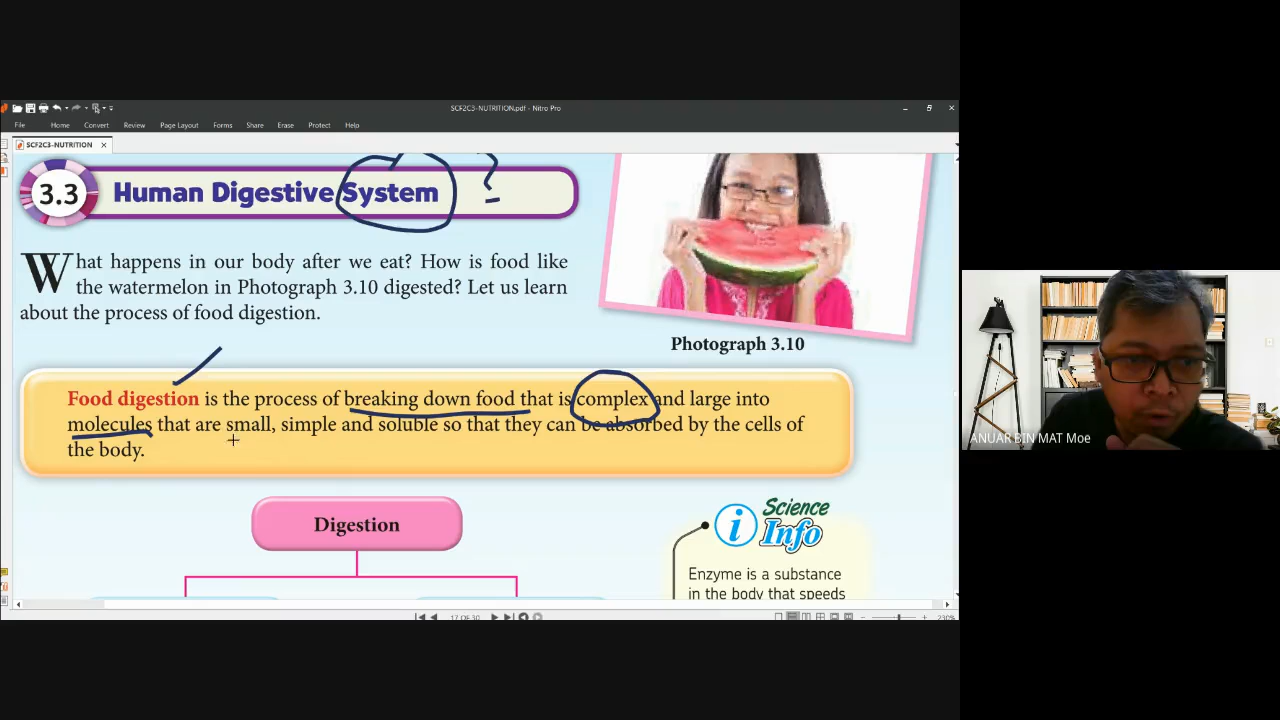 SCF2C3-NUTRITION.pdf - Nitro Pro
File Home Convert Review Page Layout Forms Share Erase Protect Help
SCF2C3-NUTRITION ×
3.3 Human Digestive System ?
What happens in our body after we eat? How is food like
the watermelon in Photograph 3.10 digested? Let us learn
about the process of food digestion.
Photograph 3.10
Food digestion is the process of breaking down food that is complex and large into
molecules that are small, simple and soluble so that they can be absorbed by the cells of
the body.
Digestion
Science
i Info
Enzyme is a substance
in the body that speeds
17 OF 30
230%
ANUAR BIN MAT Moe